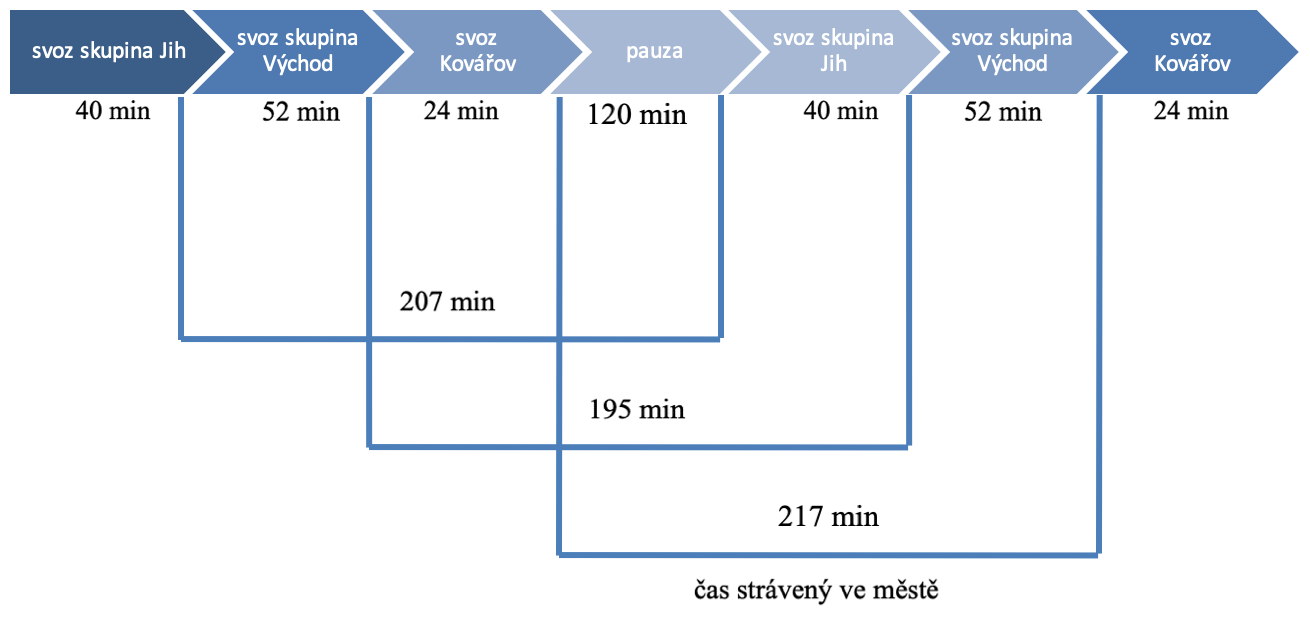 svoz skupina Jih
svoz skupina
Východ
svoz
Kovářov
pauza
svoz skupina
Jih
svoz skupina
Východ
svoz
Kovářov
40 min
52 min
24 min
120 min
40 min
52 min
24 min
207 min
195 min
217 min
čas strávený ve městě